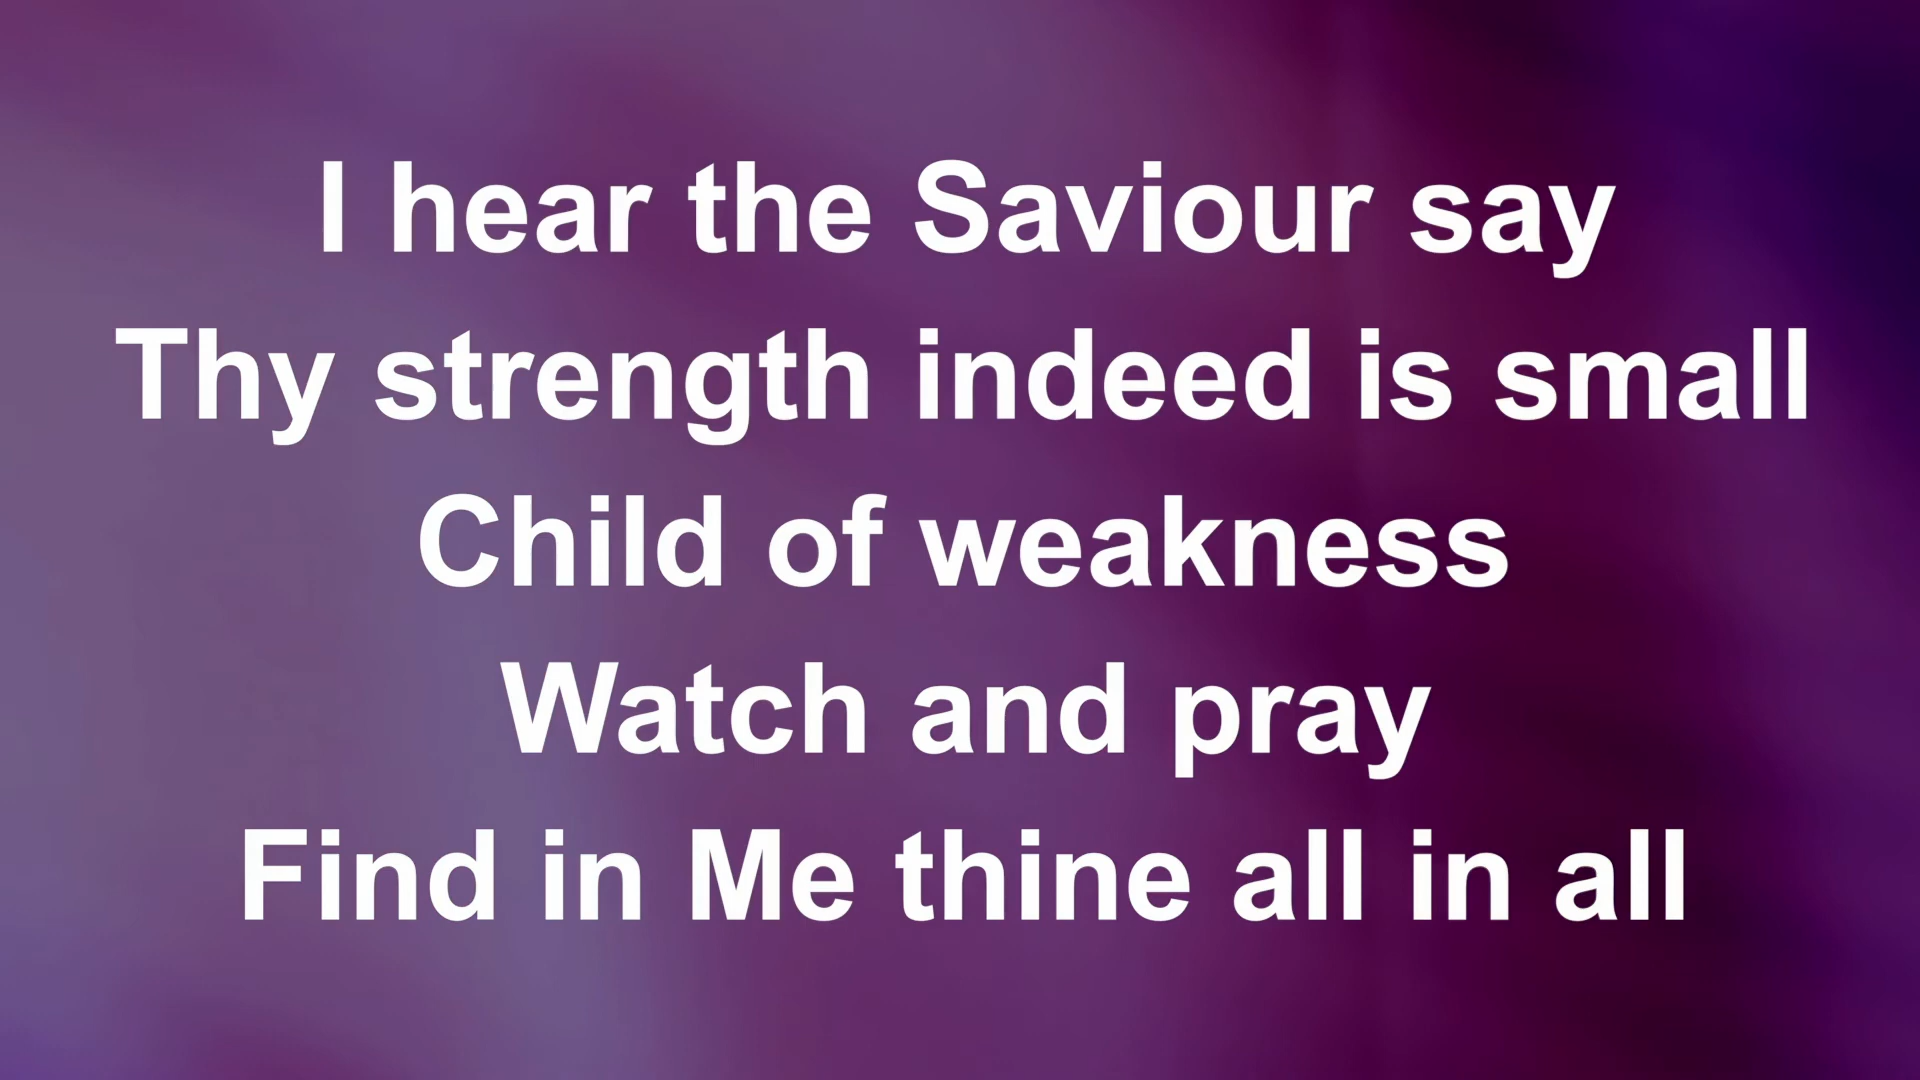 I hear the Saviour say
Thy strength indeed is small
Child of weakness
Watch and pray
Find in Me thine all in all